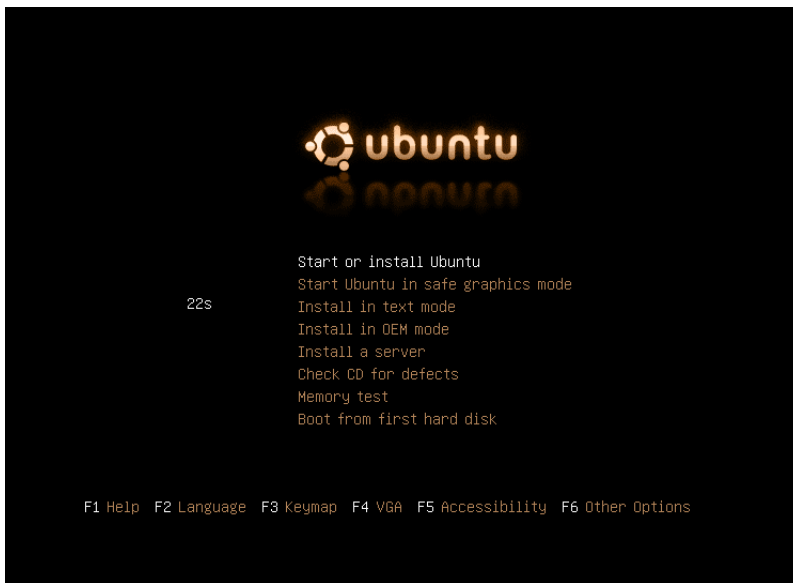 ubuntu
Start or install Ubuntu
Start Ubuntu in safe graphics mode
22s
Install in text mode
Install in OEM mode
Install a server
Check CD for defects
Memory test
Boot from first hard disk
F1 Help F2 Language F3 Keymap F4 VGA F5 Accessibility F6 Other Options